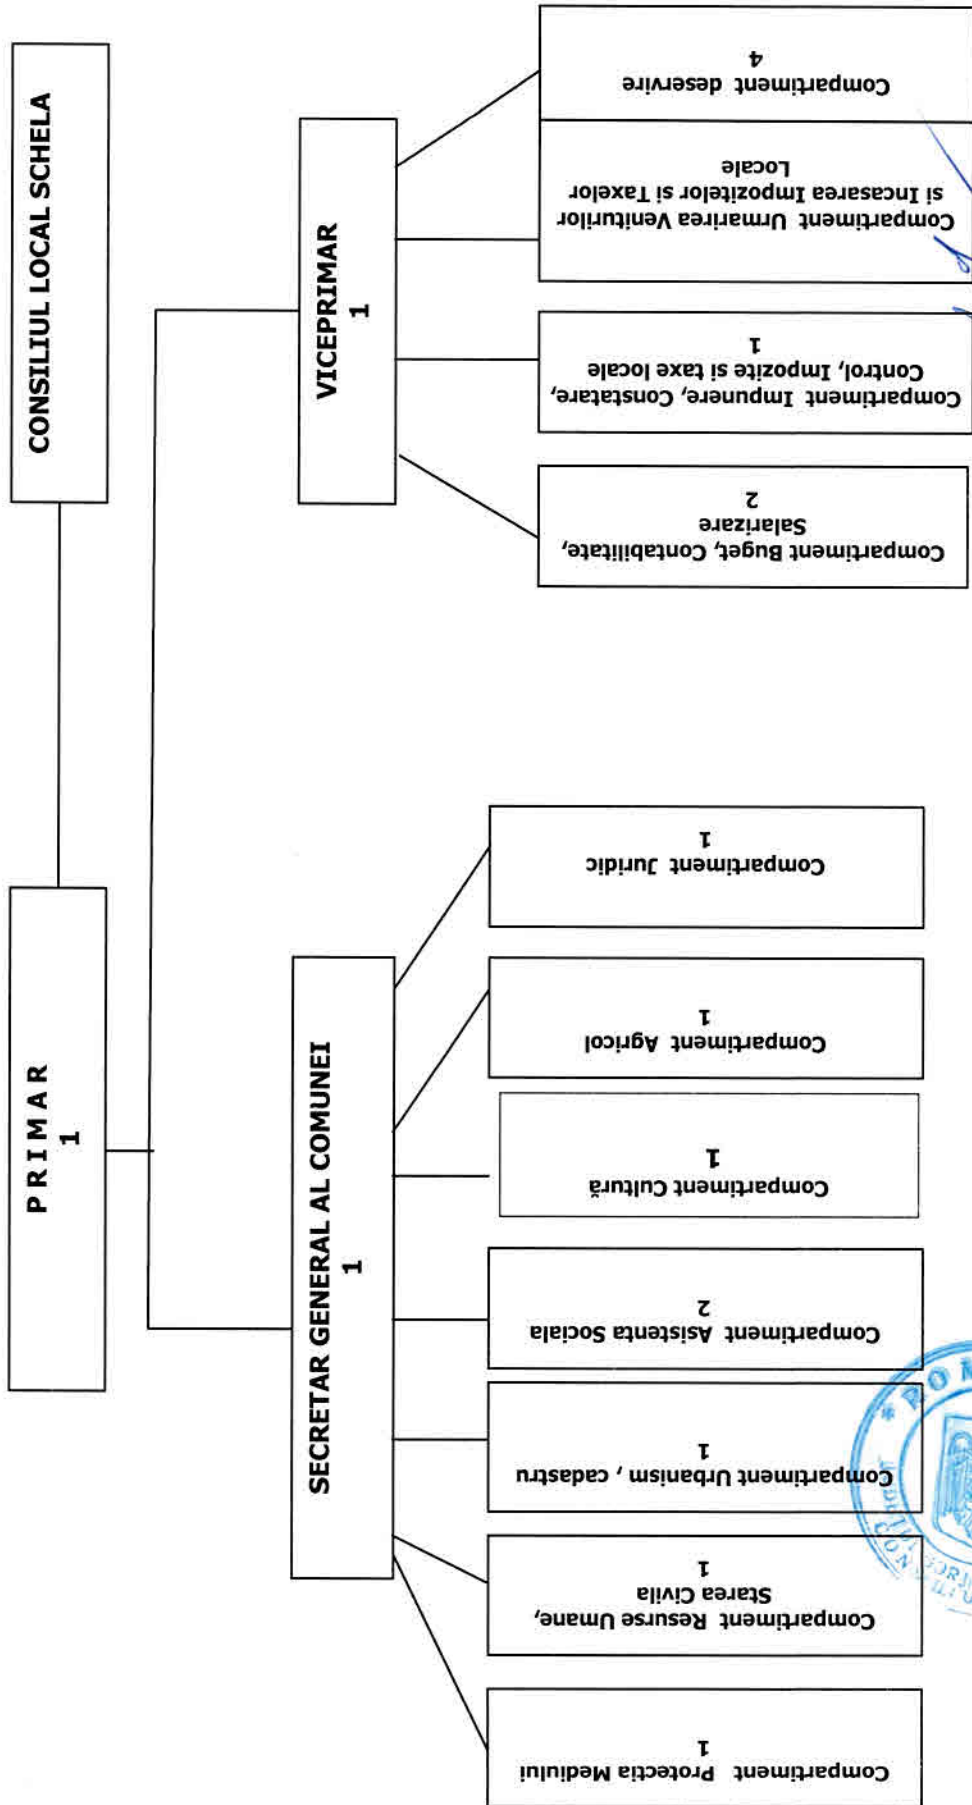 CONSILIUL LOCAL SCHELA
PRIMAR
1
SECRETAR GENERAL AL COMUNEI
1
VICEPRIMAR
1
Compartiment Protectia Mediului
1
Compartiment Resurse Umane,
Starea Civila
1
Compartiment Urbanism , cadastru
1
Compartiment Asistenta Sociala
2
Compartiment Cultură
1
Compartiment Agricol
1
Compartiment Juridic
1
Compartiment Buget, Contabilitate,
Salarizare
2
Compartiment Impunere, Constatare,
Control, Impozite si taxe locale
1
Compartiment Urmarirea Veniturilor
si Incasarea Impozitelor si Taxelor
Locale
Compartiment deservire
4